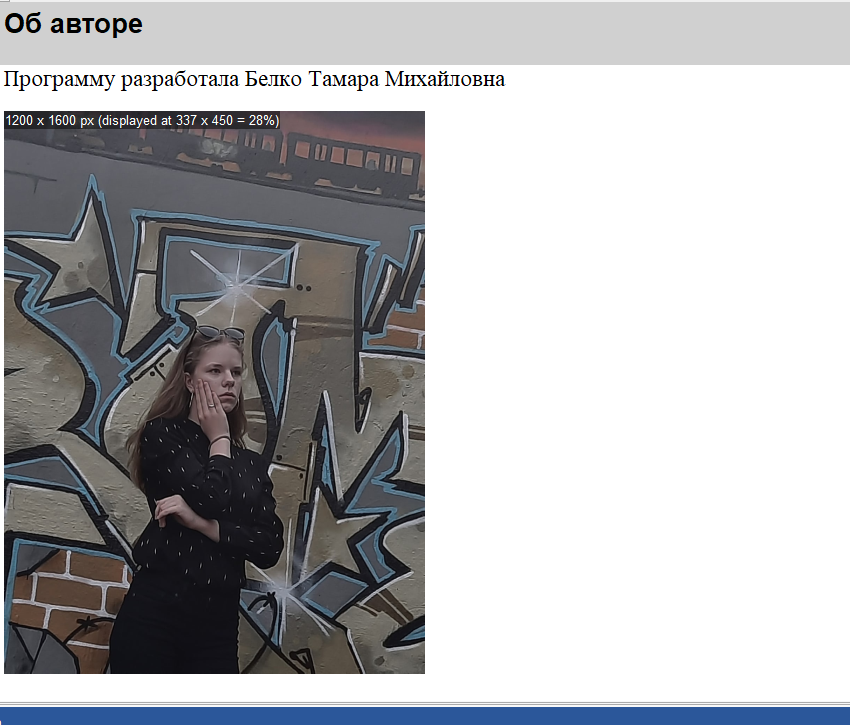 Об авторе
Программу разработала Белко Тамара Михайловна
1200 x 1600 px (displayed at 337 x 450 = 28%)